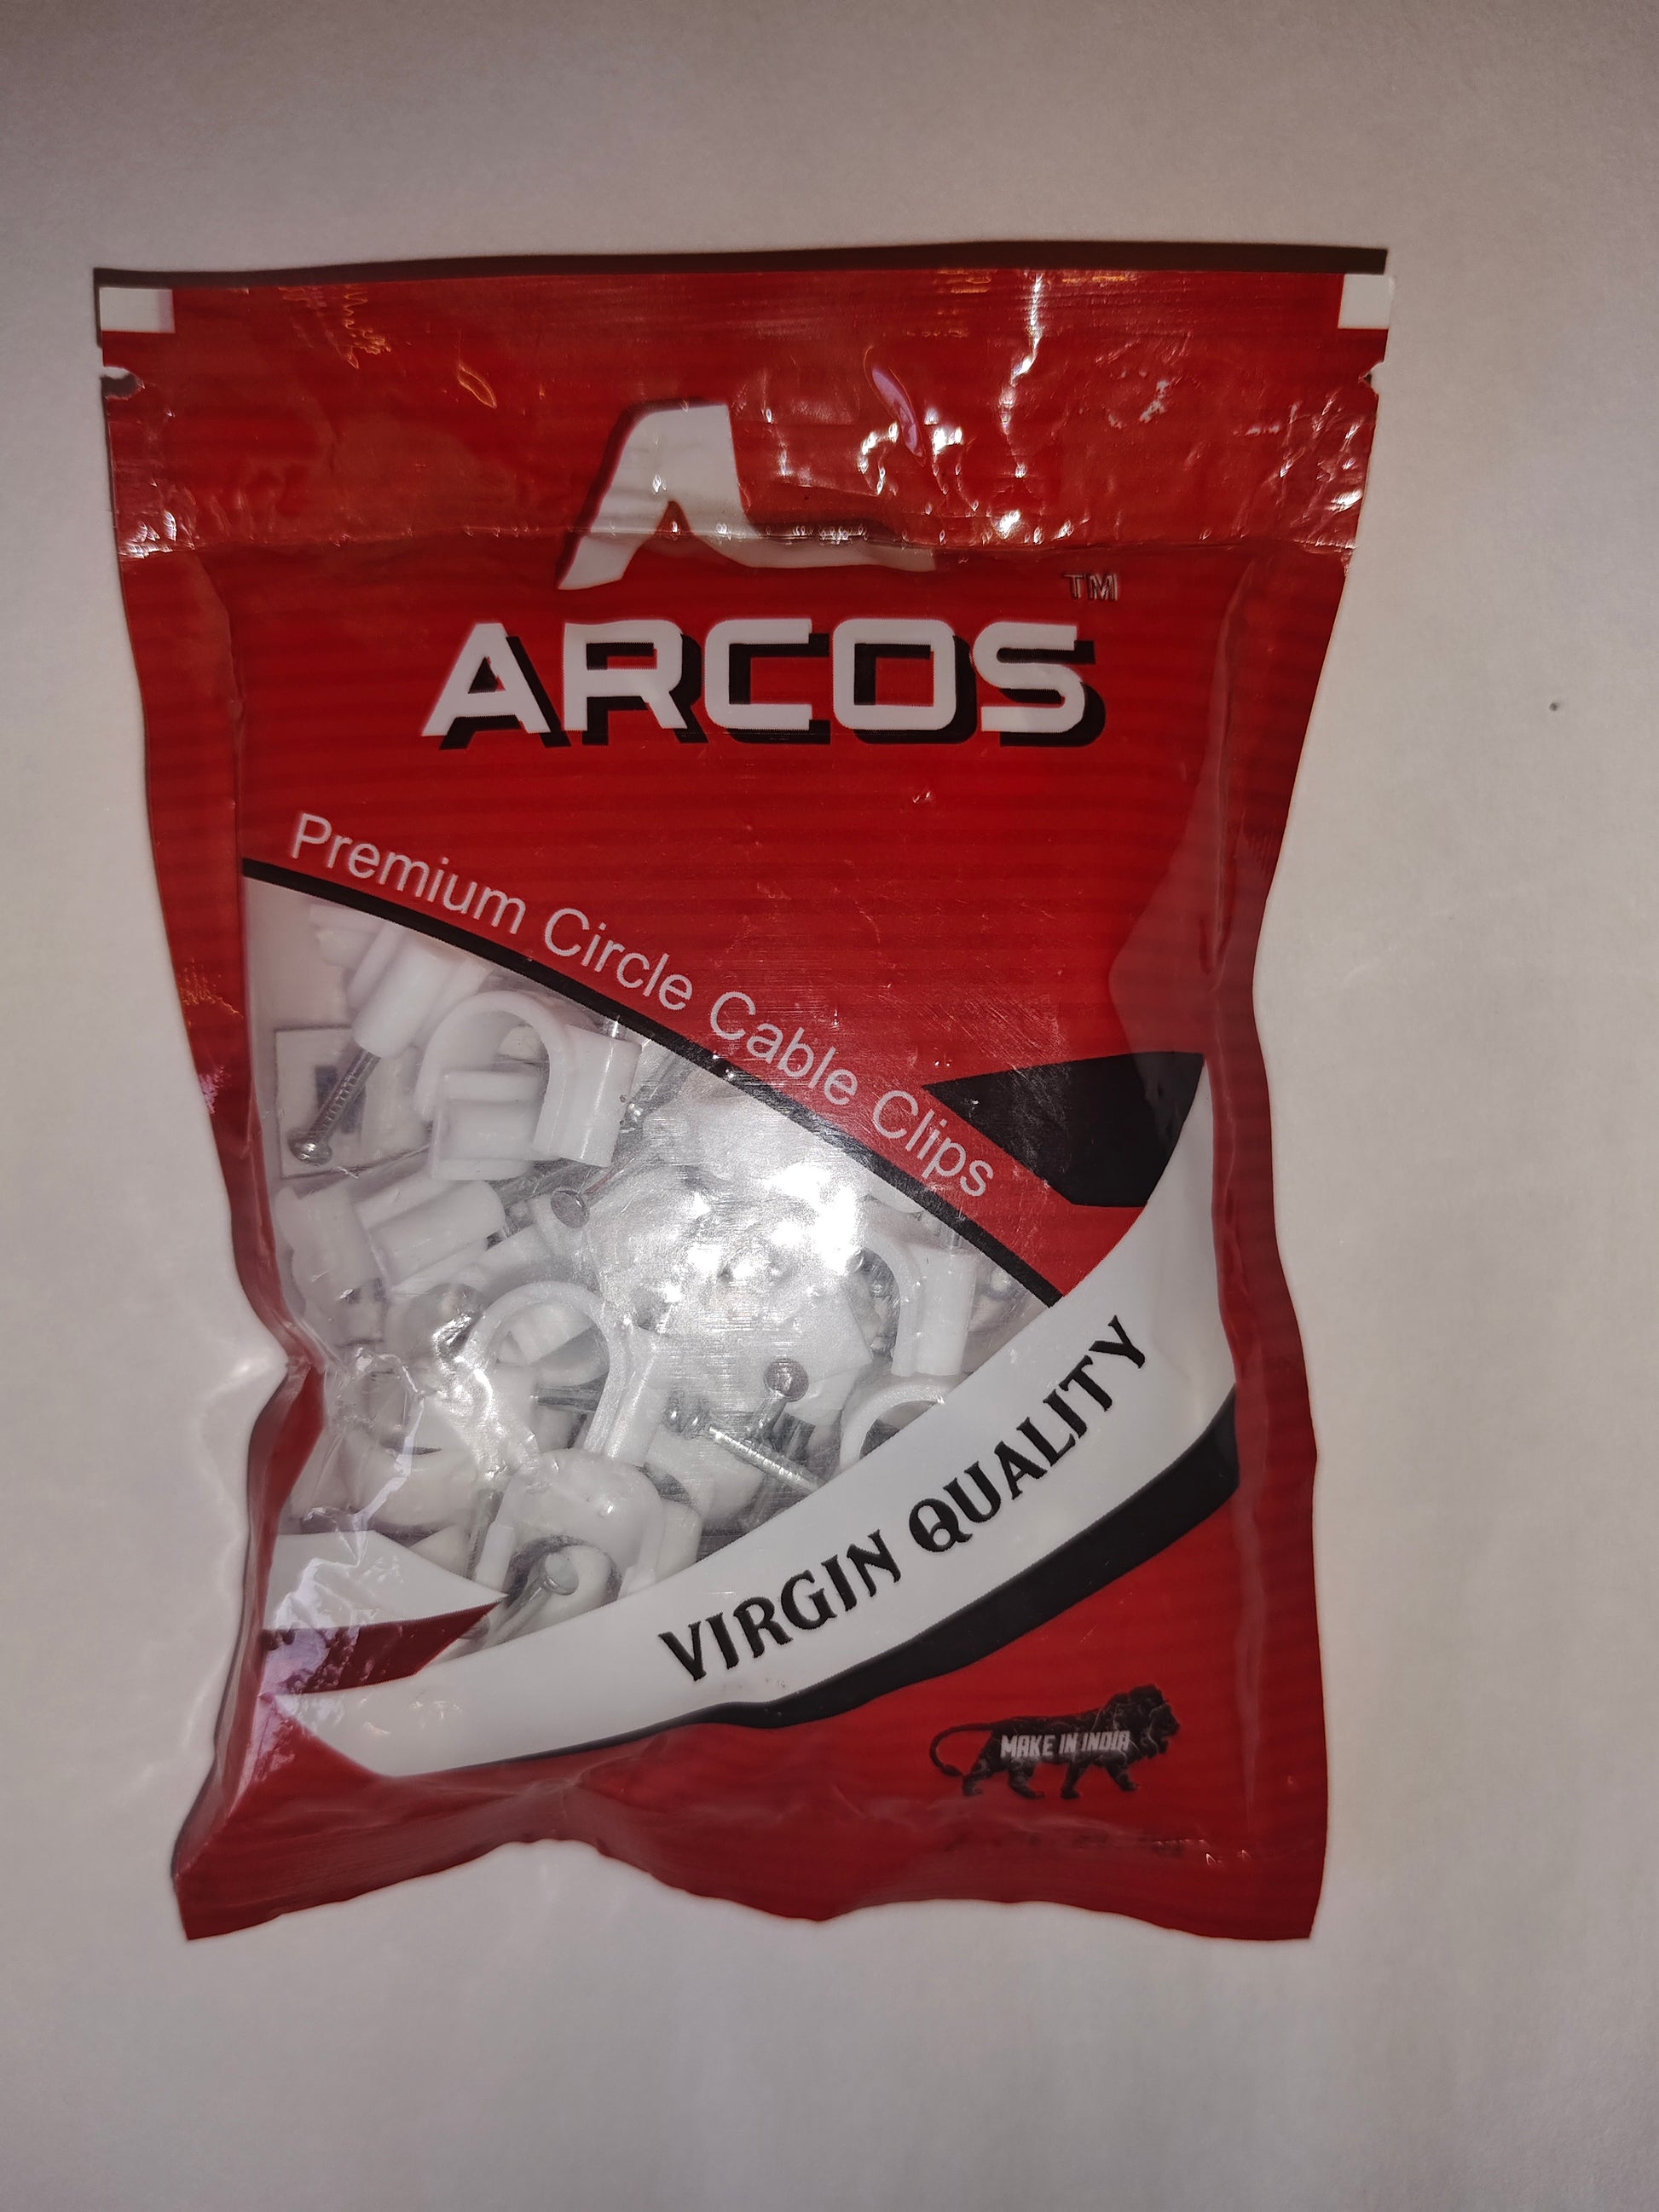 ARCOS
TM
Premium Circle Cable Clips
VIRGIN QUALITY
MAKE IN INDIA